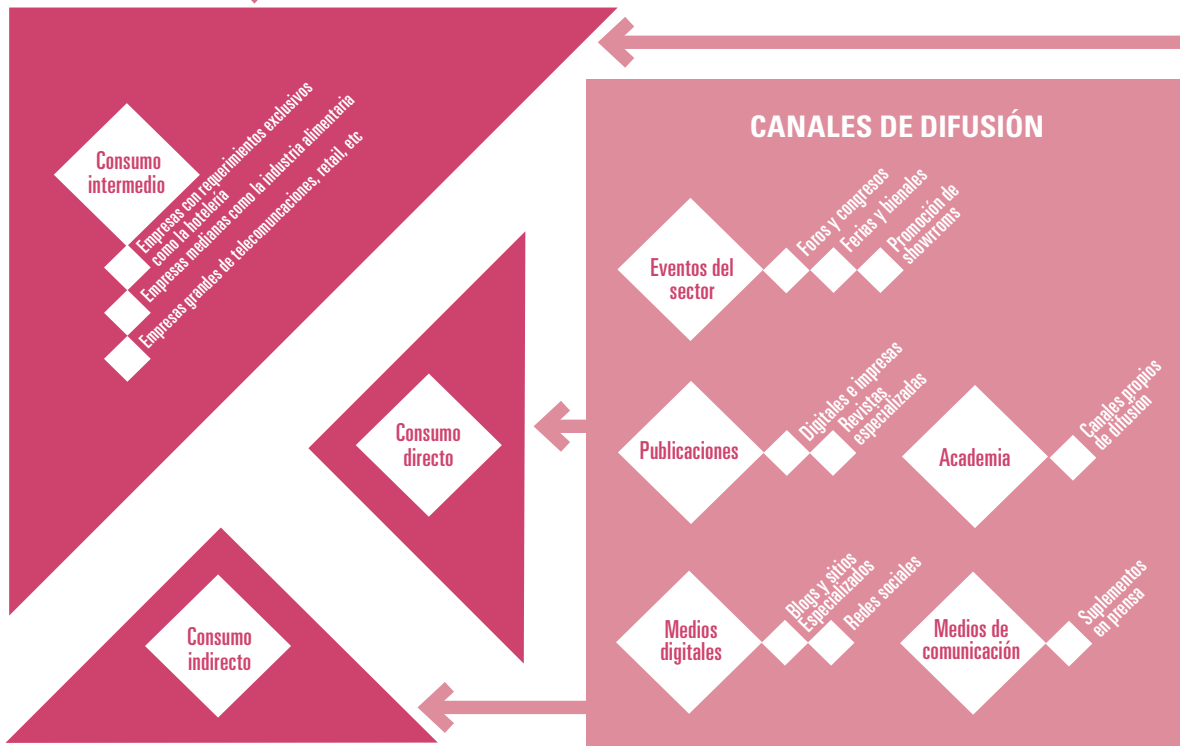 Consumo
intermedio
Empresas con requerimientos exclusivos
como la hotelería
Empresas medianas como la industria alimentaria
Empresas grandes de telecomuncaciones, retail, etc
Consumo
directo
Consumo
indirecto
CANALES DE DIFUSIÓN
Eventos del
sector
Foros y congresos
Ferias y bienales
Promoción de
showrroms
Publicaciones
Digitales e impresas
Revistas
especializadas
Academia
Canales propios
de difusión
Medios
digitales
Blogs y sitios
Especializados
Redes sociales
Medios de
comunicación
Suplementos
en prensa